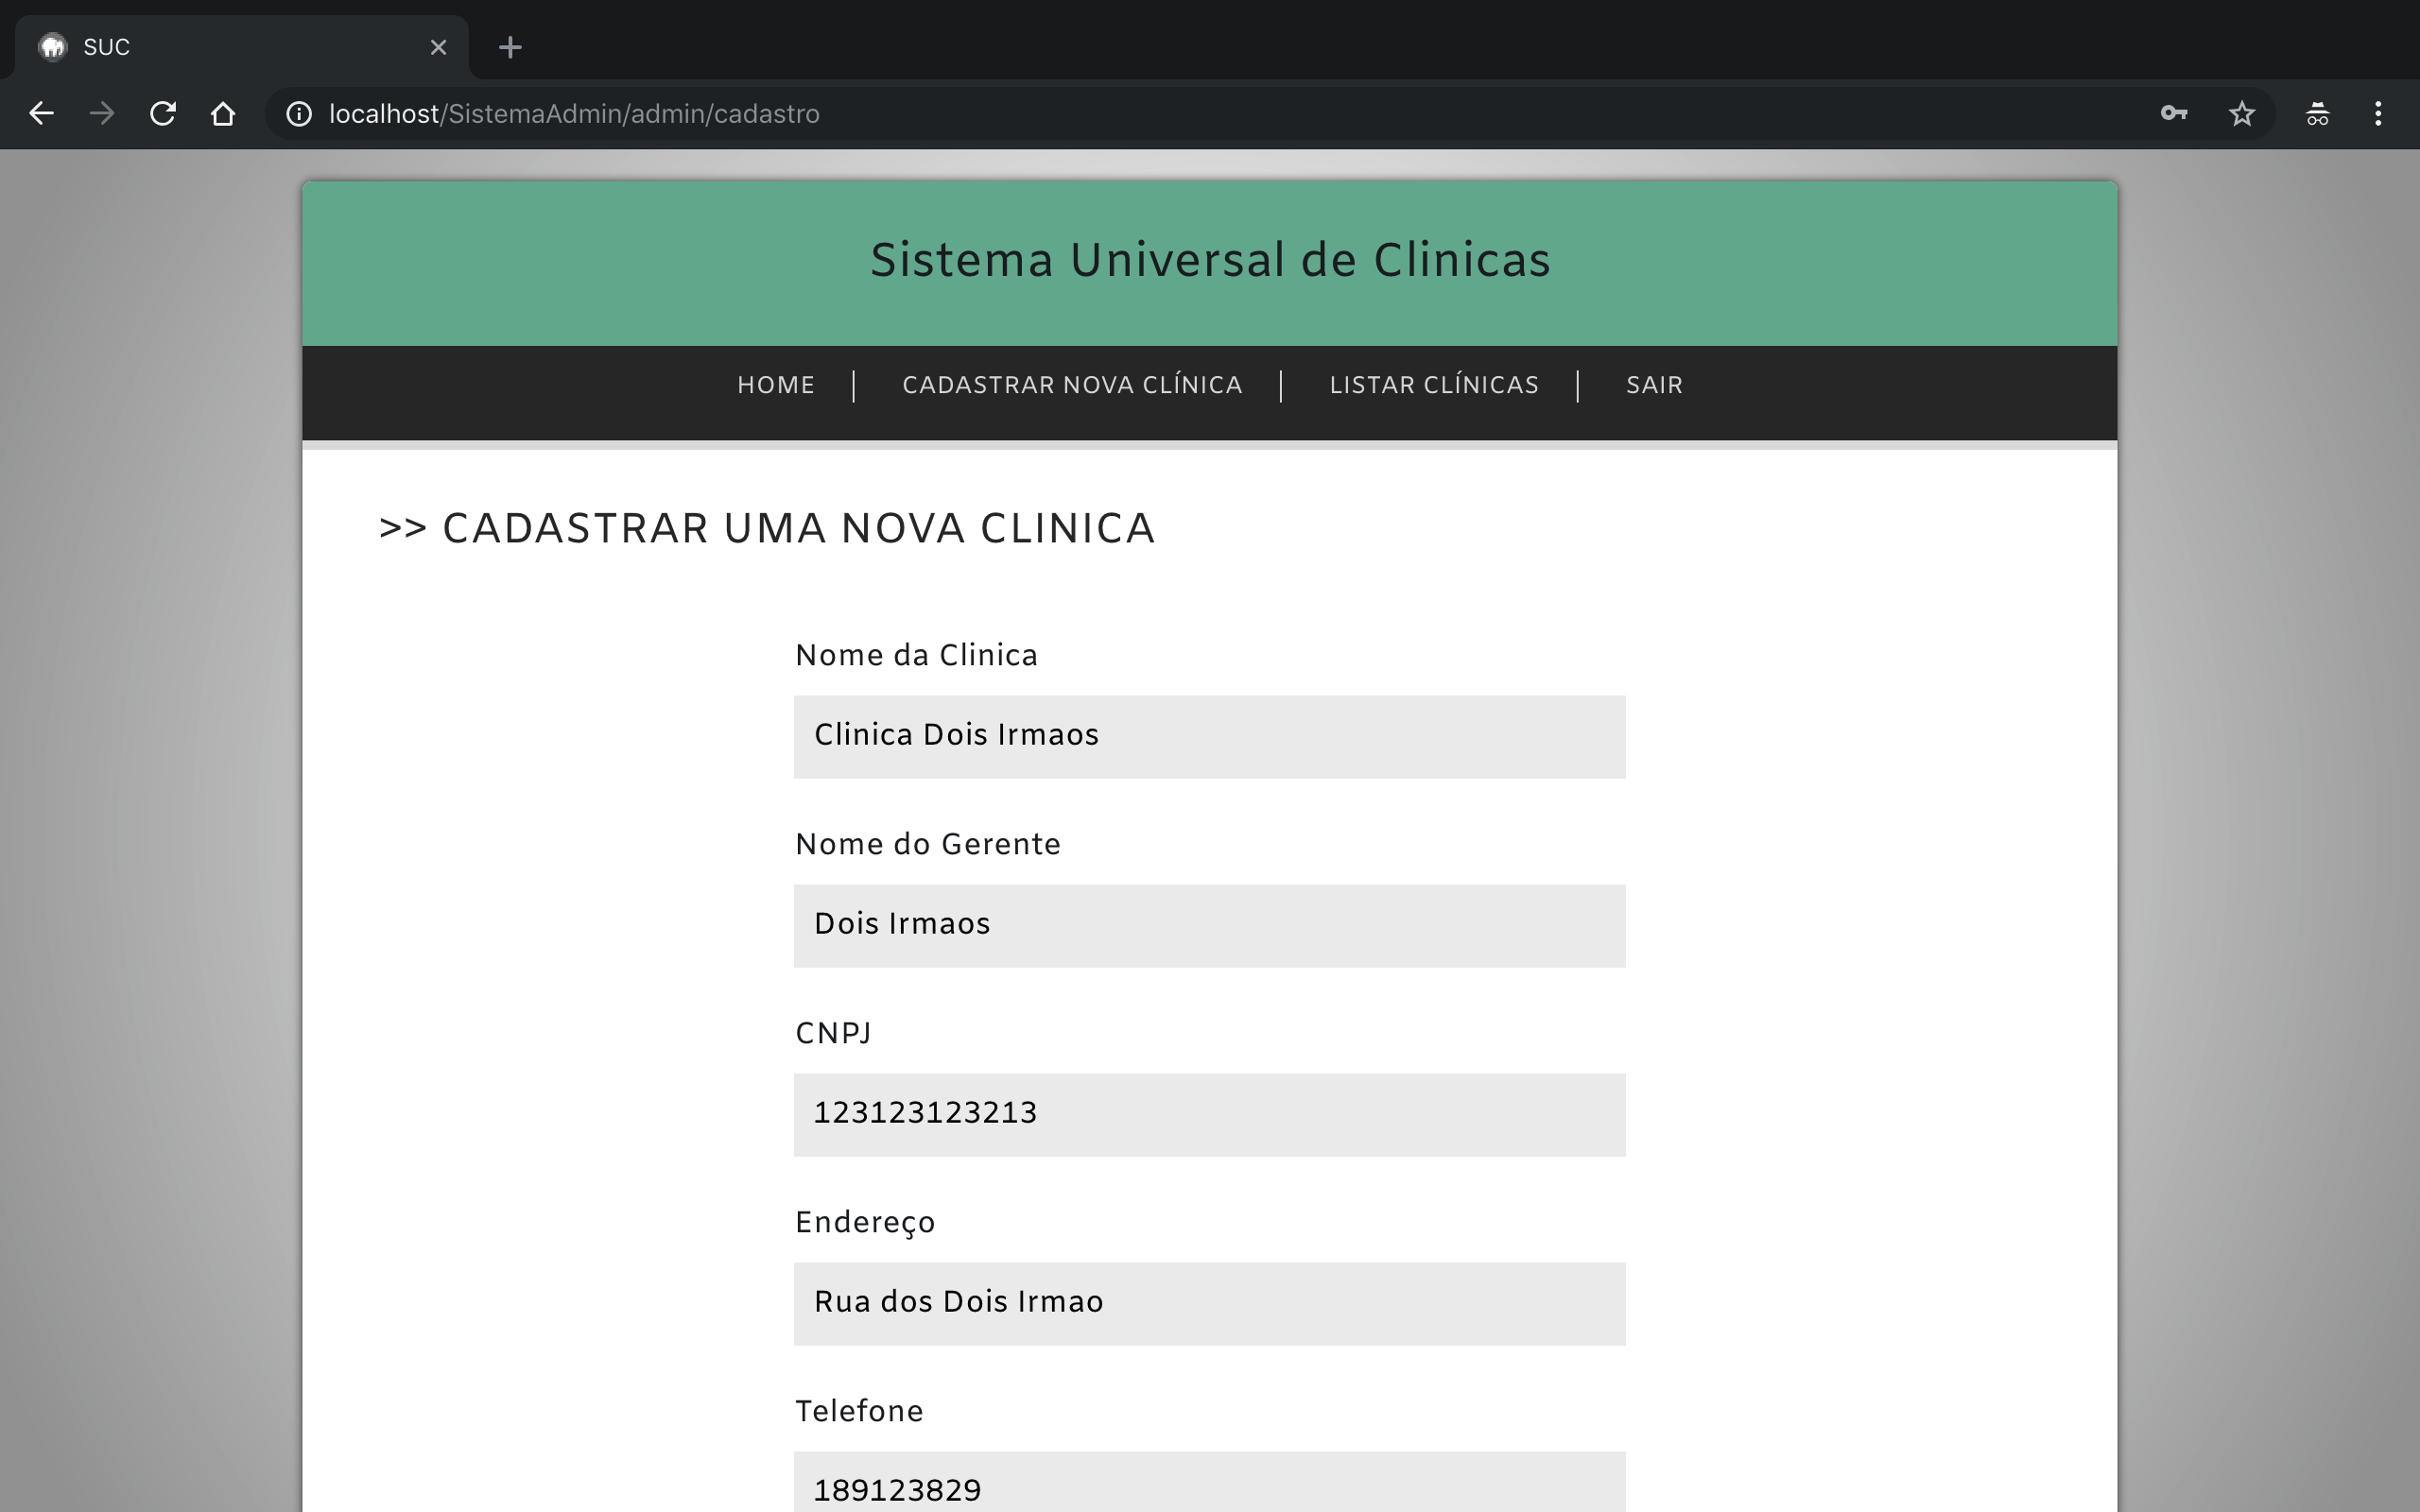 SUC
localhost/SistemaAdmin/admin/cadastro
Sistema Universal de Clinicas
HOME
CADASTRAR NOVA CLÍNICA
LISTAR CLÍNICAS
SAIR
>> CADASTRAR UMA NOVA CLINICA
Nome da Clinica
Clinica Dois Irmaos
Nome do Gerente
Dois Irmaos
CNPJ
123123123213
Endereço
Rua dos Dois Irmao
Telefone
189123829